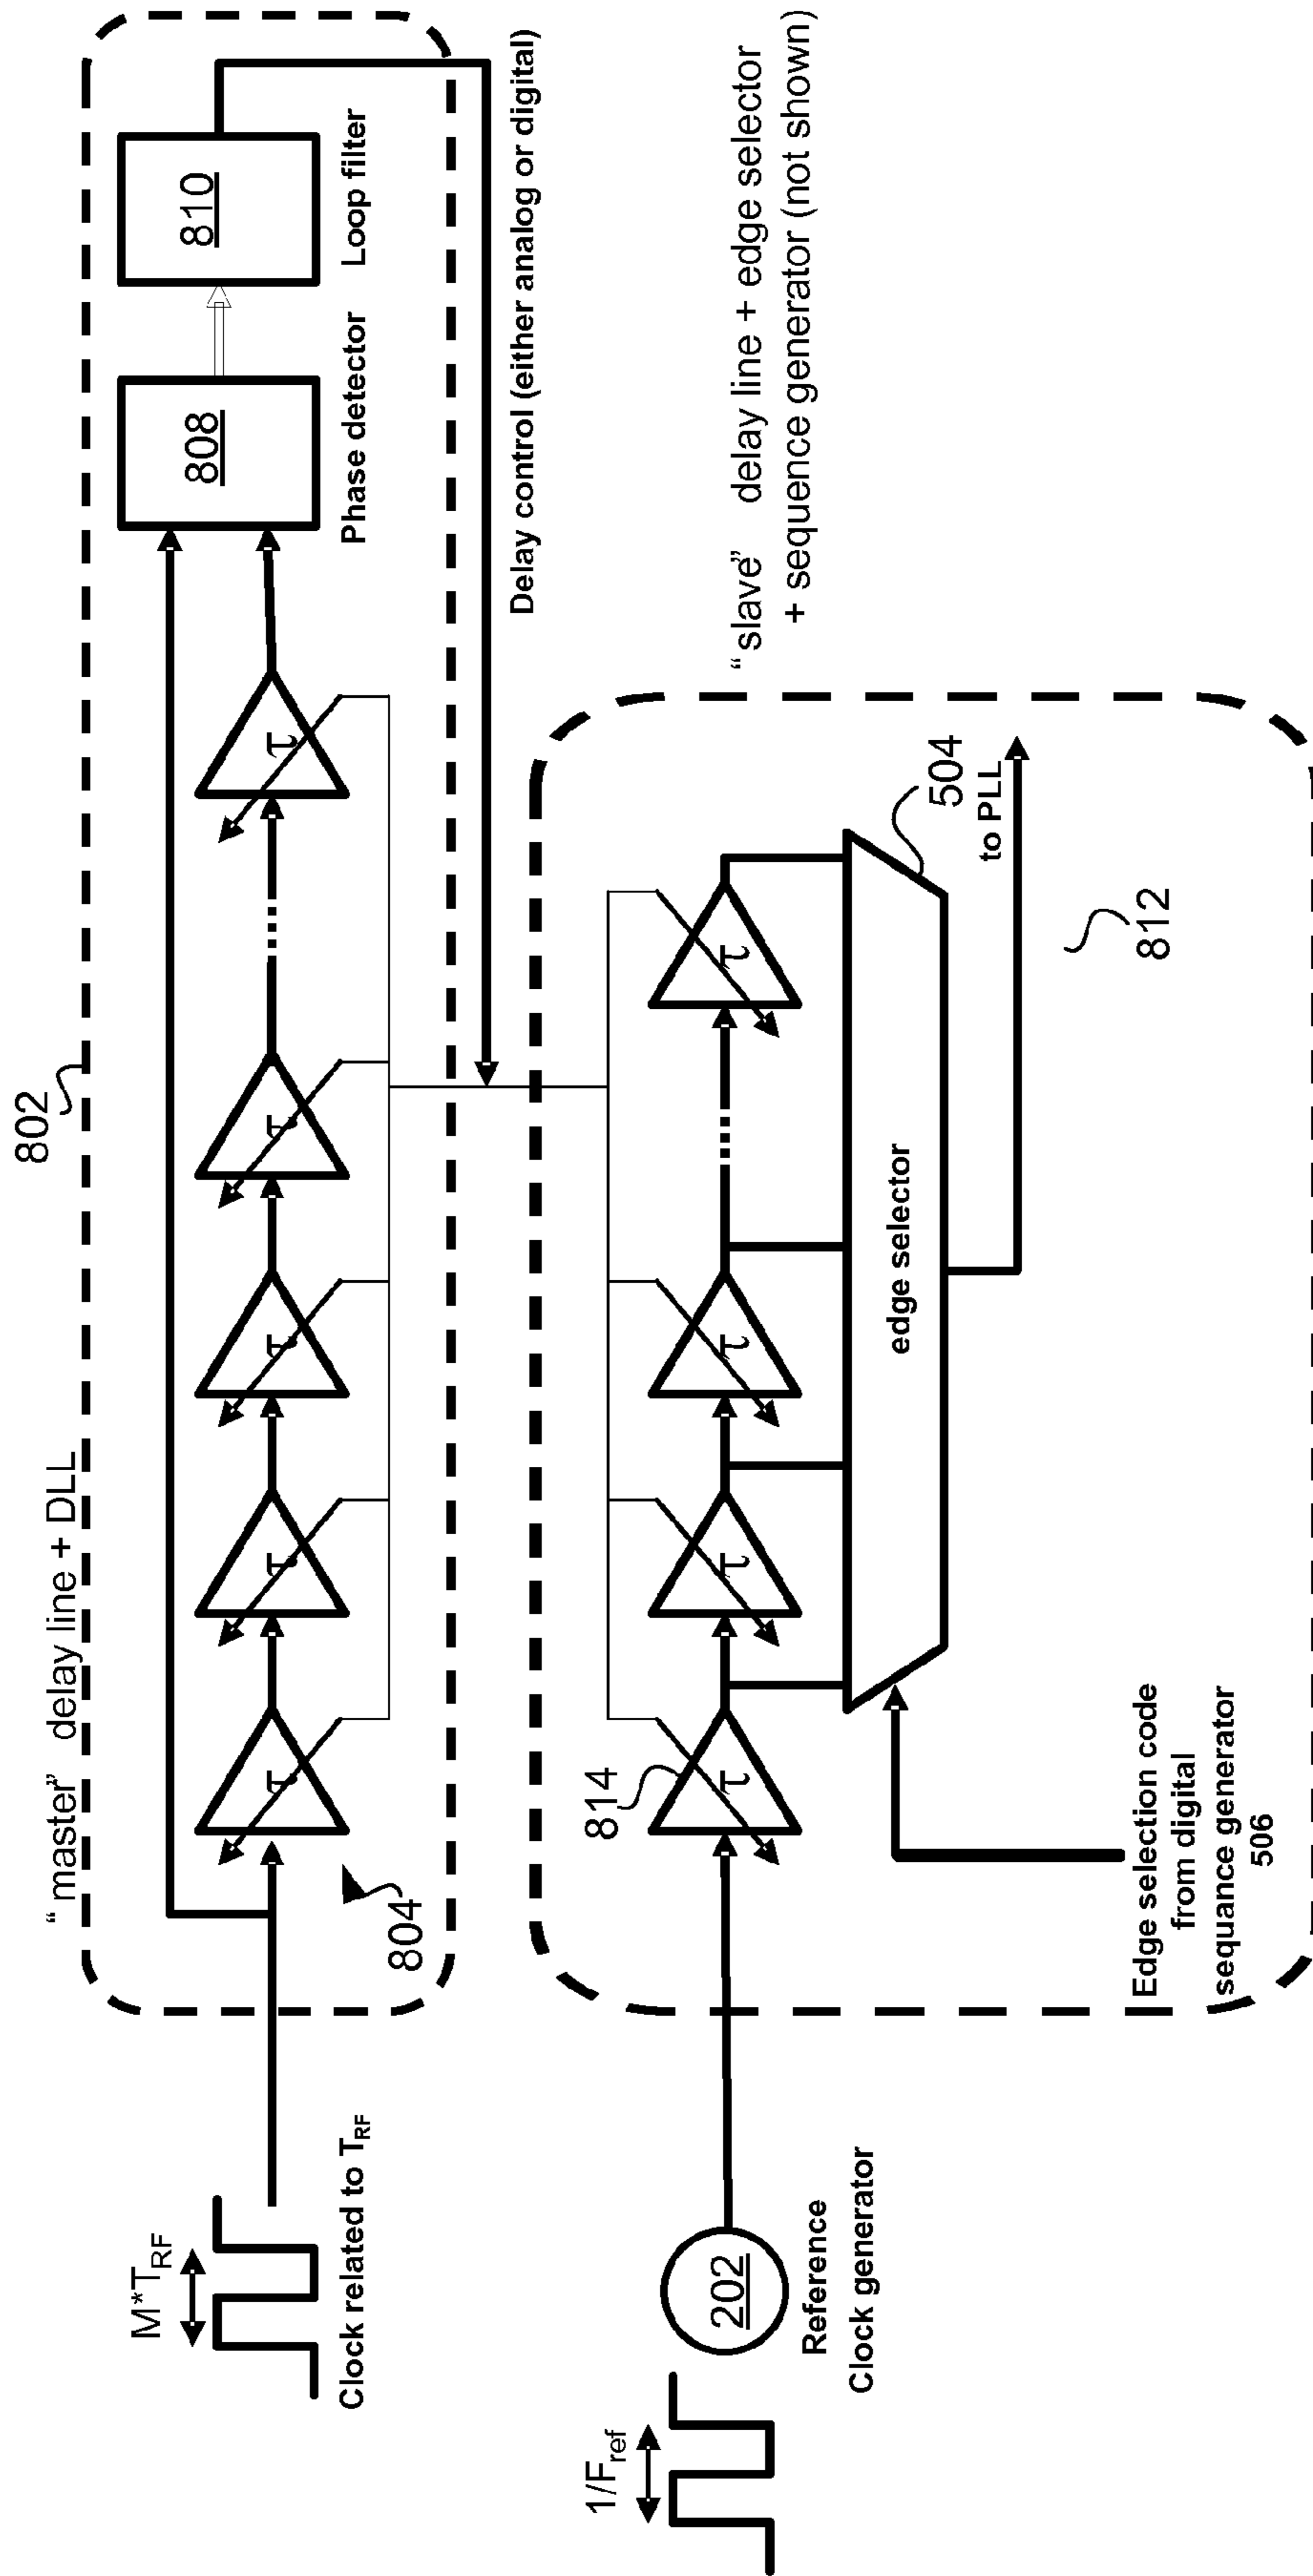 802
“master” delay line + DLL
810
Loop filter
808
Phase detector
τ
τ
τ
τ
τ
804
M*T_RF
Clock related to T_RF
Delay control (either analog or digital)
“slave” delay line + edge selector
+ sequence generator (not shown)
1/F_ref
202
Reference
Clock generator
814
τ
τ
τ
τ
edge selector
504
to PLL
812
Edge selection code
from digital
sequance generator
506